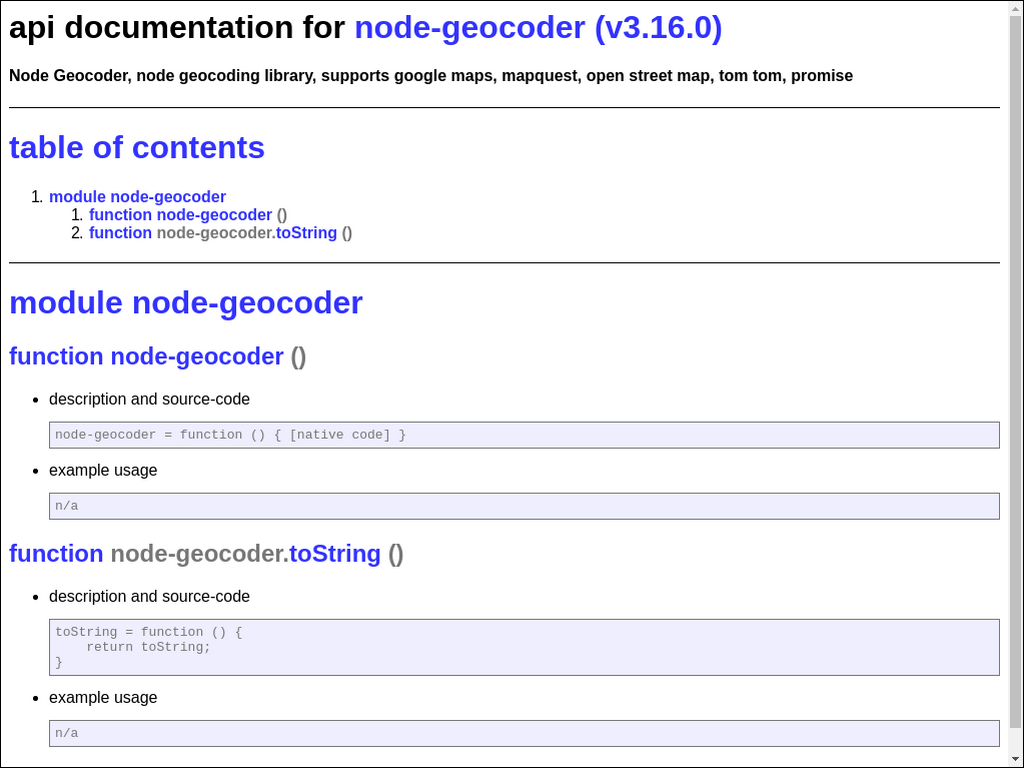 api documentation for node-geocoder (v3.16.0)
Node Geocoder, node geocoding library, supports google maps, mapquest, open street map, tom tom, promise
table of contents
1. module node-geocoder
1. function node-geocoder ()
2. function node-geocoder.toString ()
module node-geocoder
function node-geocoder ()
• description and source-code
node-geocoder = function () { [native code] }
• example usage
n/a
function node-geocoder.toString ()
• description and source-code
toString = function () {
    return toString;
}
• example usage
n/a